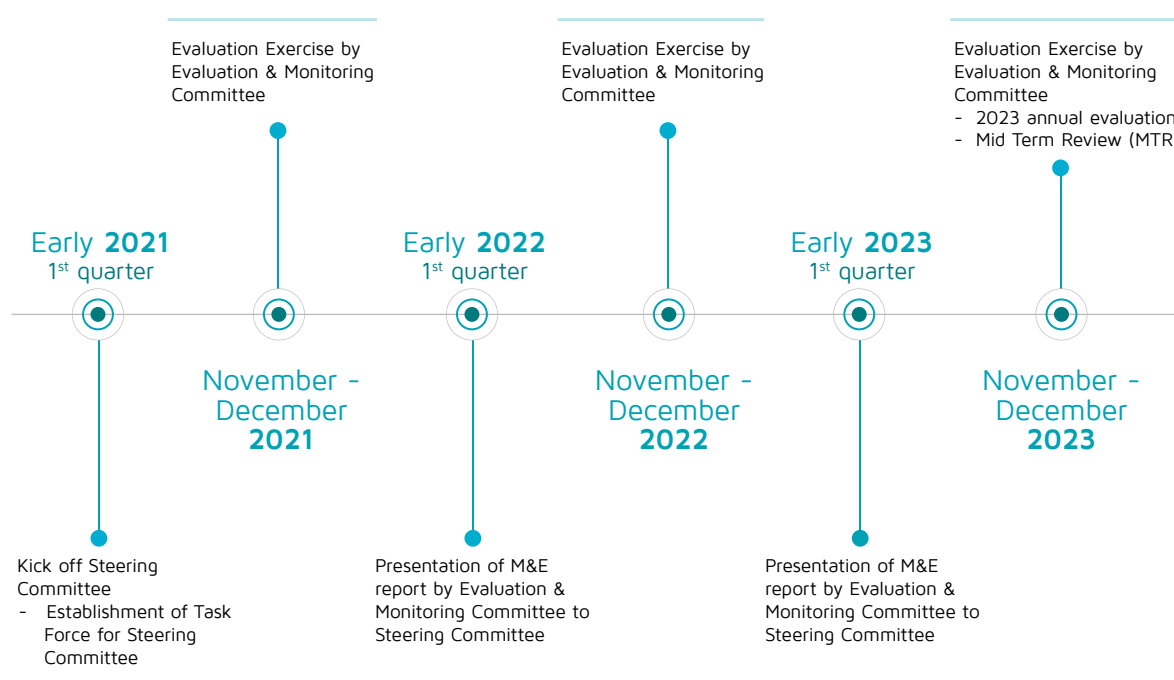 Evaluation Exercise by
Evaluation & Monitoring
Committee
Evaluation Exercise by
Evaluation & Monitoring
Committee
Evaluation Exercise by
Evaluation & Monitoring
Committee
- 2023 annual evaluation
- Mid Term Review (MTR
Early 2021
1st quarter
Early 2022
1st quarter
Early 2023
1st quarter
November -
December
2021
November -
December
2022
November -
December
2023
Kick off Steering
Committee
- Establishment of Task
Force for Steering
Committee
Presentation of M&E
report by Evaluation &
Monitoring Committee to
Steering Committee
Presentation of M&E
report by Evaluation &
Monitoring Committee to
Steering Committee